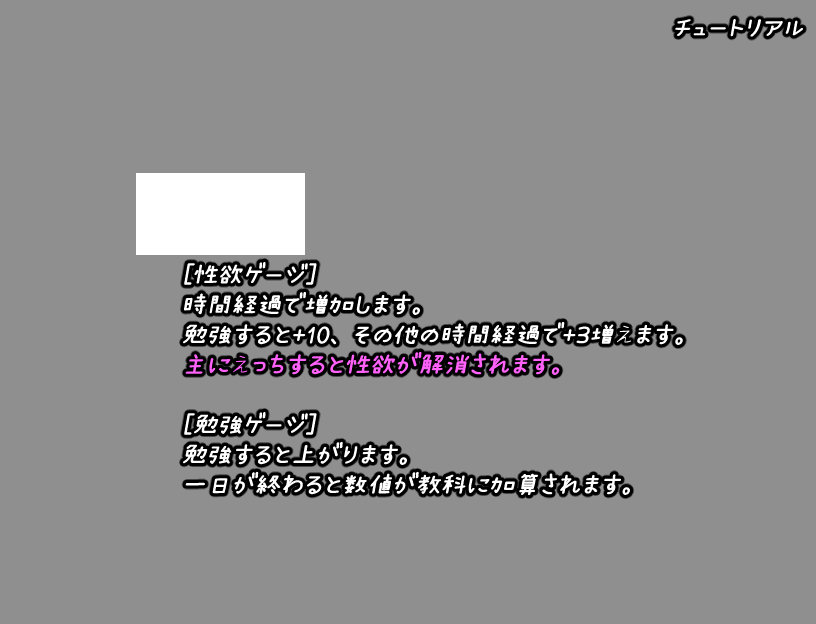 チュートリアル
[性欲ゲージ]
時間経過で増加します。
勉強すると+10、その他の時間経過で+3増えます。
主にえっちすると性欲が解消されます。
[勉強ゲージ]
勉強すると上がります。
一日が終わると数値が教科に加算されます。